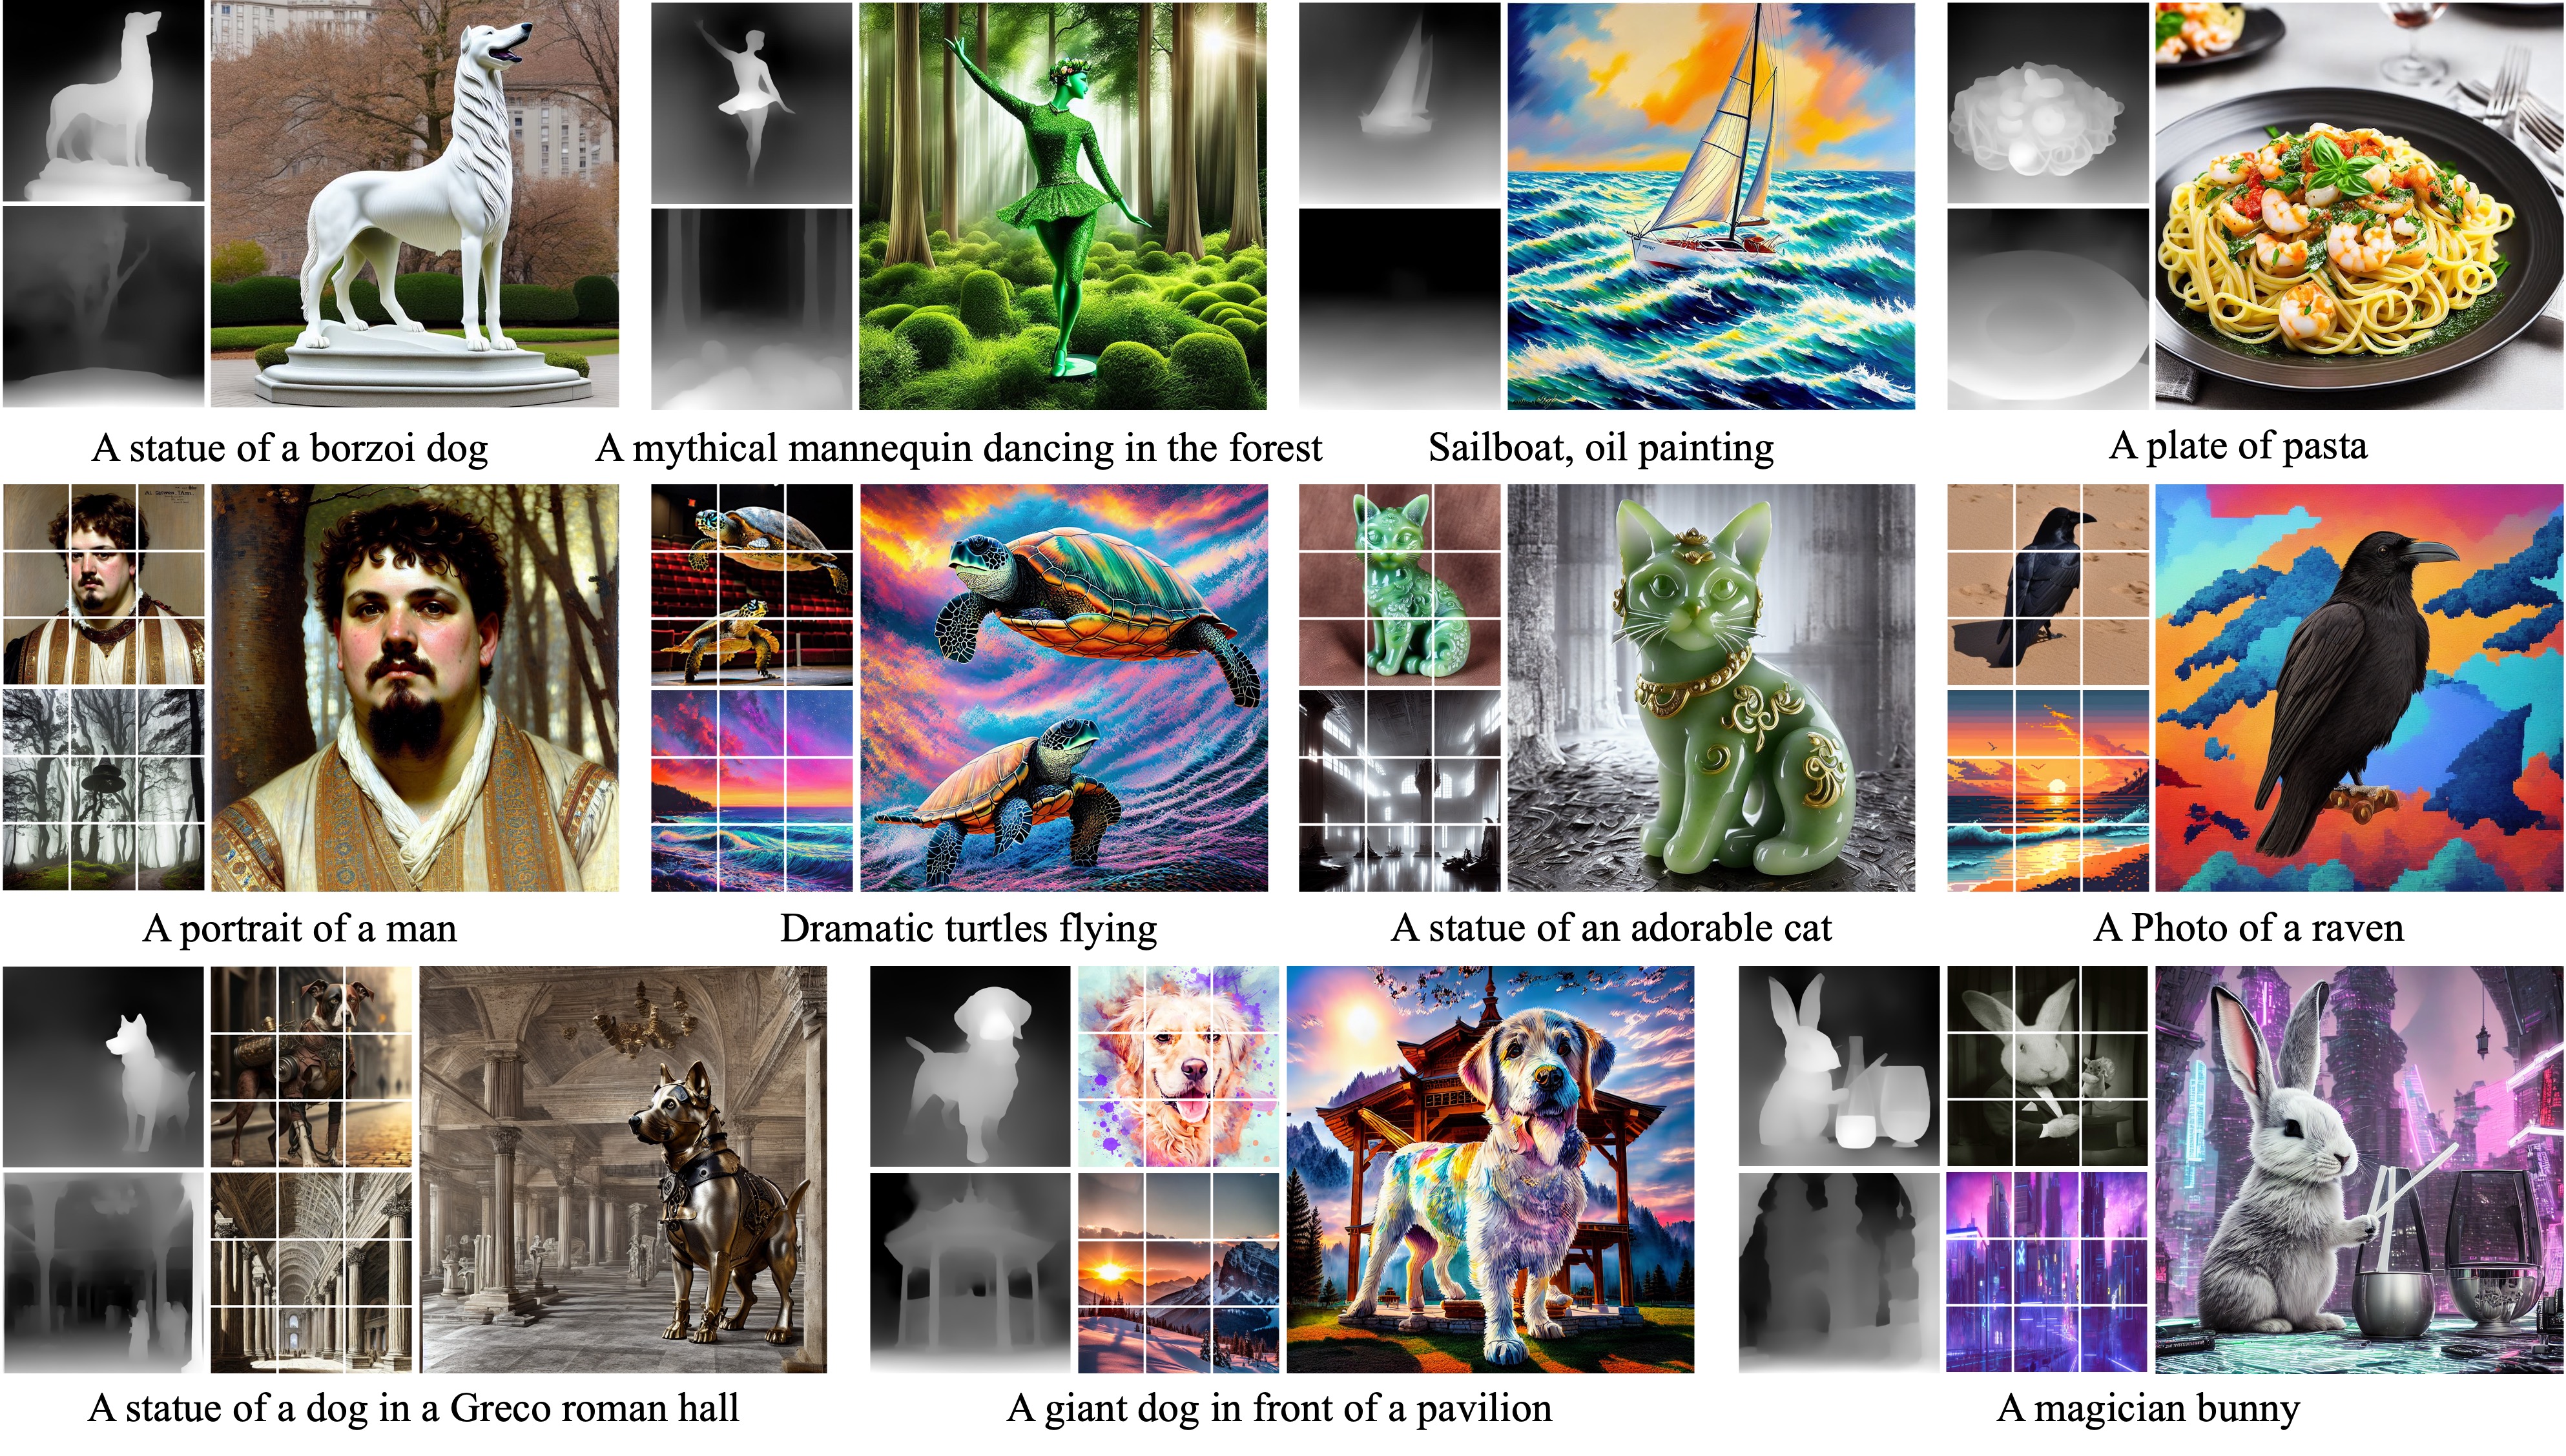 A statue of a borzoi dog
A mythical mannequin dancing in the forest
Sailboat, oil painting
A plate of pasta
A portrait of a man
Dramatic turtles flying
A statue of an adorable cat
A Photo of a raven
A statue of a dog in a Greco roman hall
A giant dog in front of a pavilion
A magician bunny